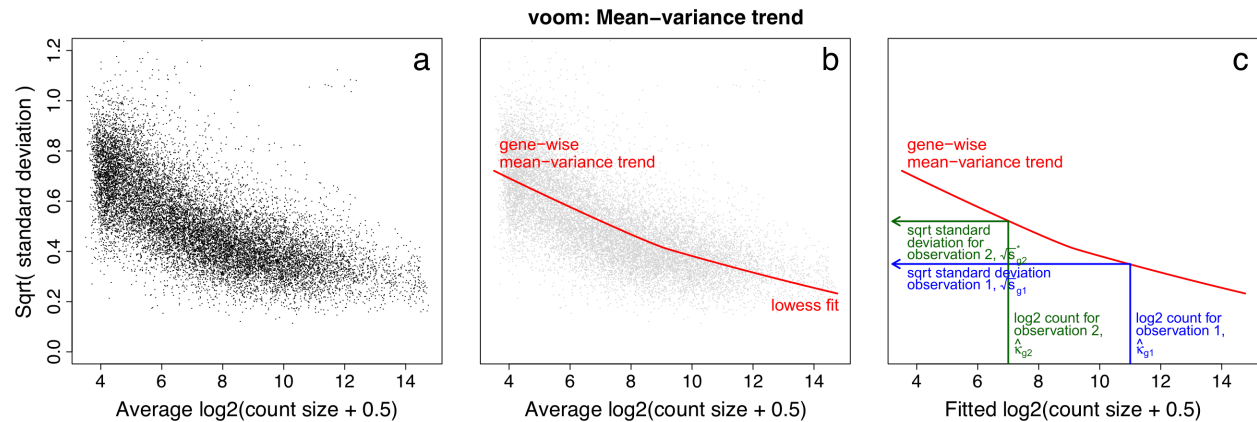 voom: Mean−variance trend
a
Sqrt( standard deviation )
1.2
1.0
0.8
0.6
0.4
0.2
0.0
4 6 8 10 12 14
Average log2(count size + 0.5)
b
gene−wise
mean−variance trend
lowess fit
4 6 8 10 12 14
Average log2(count size + 0.5)
c
gene−wise
mean−variance trend
sqrt standard
deviation for
observation 2, √s*g2
sqrt standard deviation
observation 1, √sg1
log2 count for
observation 2,
κ̂g2
log2 count for
observation 1,
κ̂g1
4 6 8 10 12 14
Fitted log2(count size + 0.5)